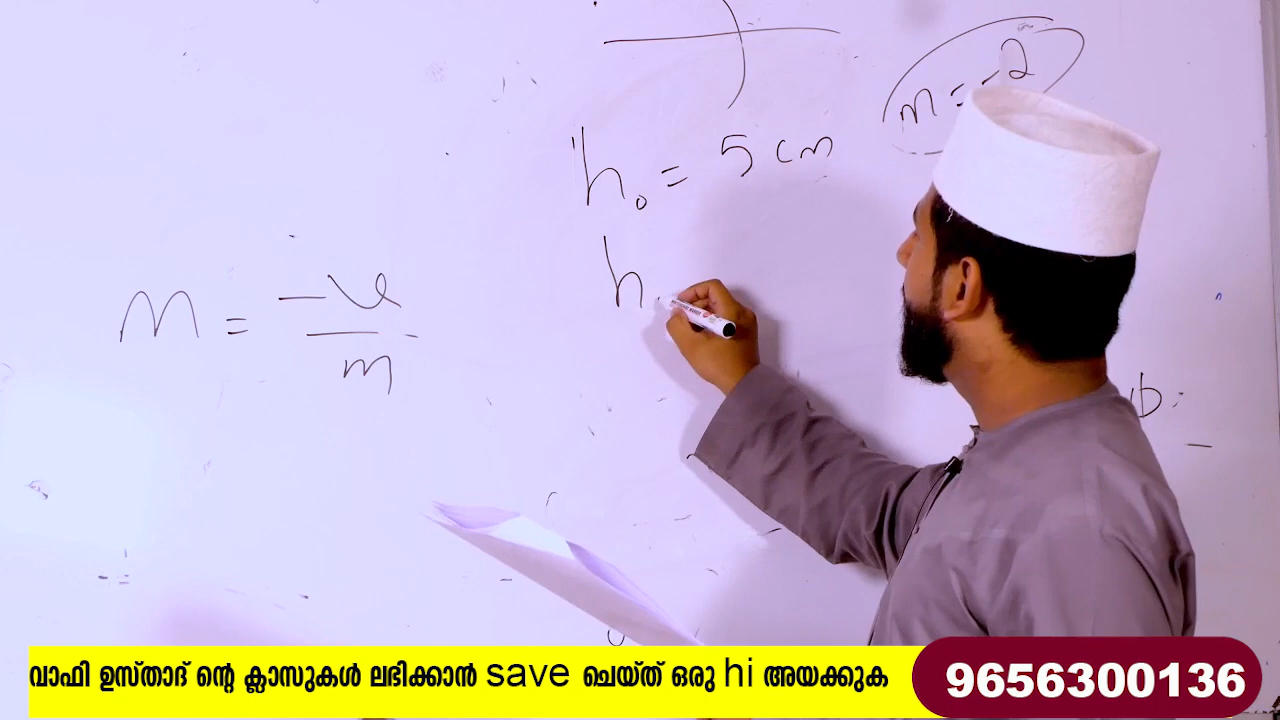 m = -2
h₀ = 5 cm
h
m = -v
m
b:
വാഫി ഉസ്താദ് ന്റെ ക്ലാസുകൾ ലഭിക്കാൻ save ചെയ്ത് ഒരു hi അയക്കുക
9656300136